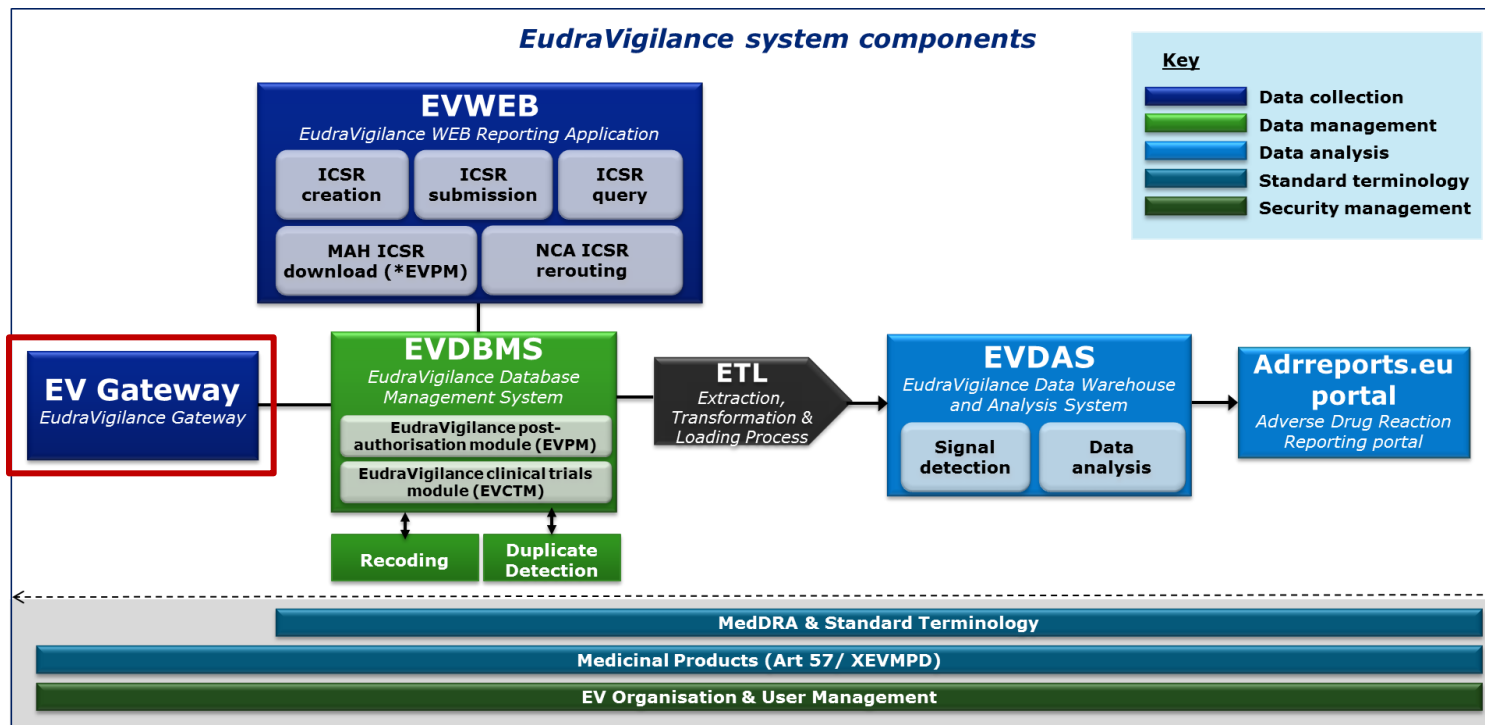 EudraVigilance system components
Key
Data collection
Data management
Data analysis
Standard terminology
Security management
EVWEB
EudraVigilance WEB Reporting Application
ICSR
creation
ICSR
submission
ICSR
query
MAH ICSR
download (*EVPM)
NCA ICSR
rerouting
EV Gateway
EudraVigilance Gateway
EVDBMS
EudraVigilance Database
Management System
EudraVigilance post-
authorisation module (EVPM)
EudraVigilance clinical trials
module (EVCTM)
Recoding
Duplicate
Detection
ETL
Extraction,
Transformation &
Loading Process
EVDAS
EudraVigilance Data Warehouse
and Analysis System
Signal
detection
Data
analysis
Adrreports.eu
portal
Adverse Drug Reaction
Reporting portal
MedDRA & Standard Terminology
Medicinal Products (Art 57/ XEVMPD)
EV Organisation & User Management